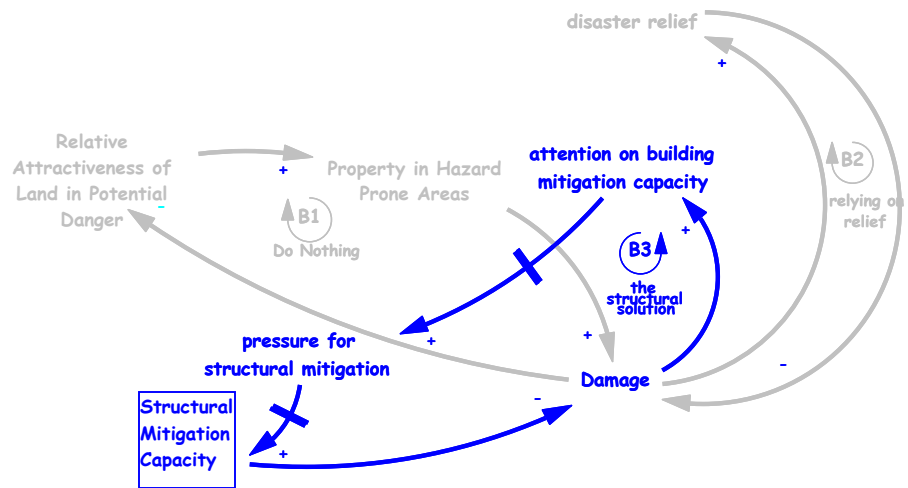 disaster relief
+
Relative
Attractiveness of
Land in Potential
Danger
-
+
Property in Hazard
Prone Areas
B1
Do Nothing
attention on building
mitigation capacity
B2
relying on
relief
+
B3
the
structural
solution
+
+
pressure for
structural mitigation
-
Damage
-
Structural
Mitigation
Capacity
+